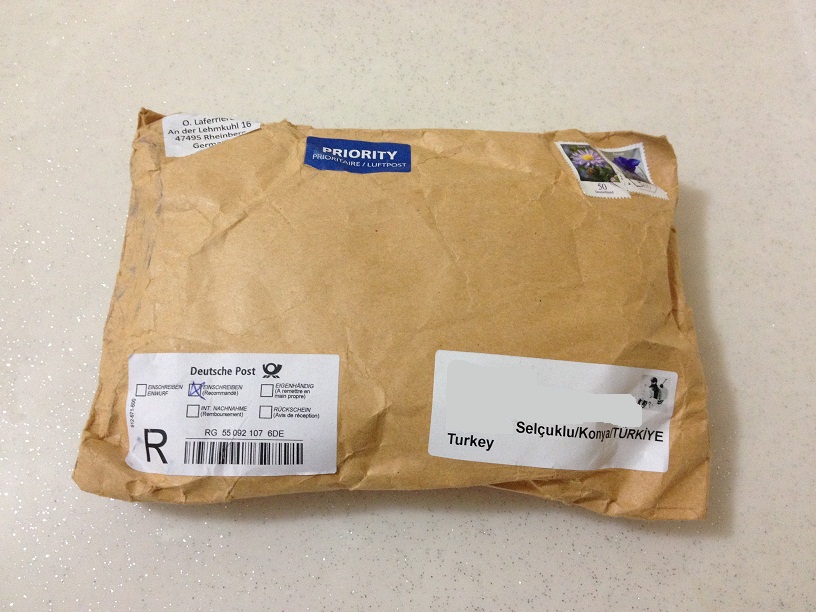 O. Laferrier
An der Lehmkuhl 16
47495 Rheinberg
German
PRIORITY
PRIORITAIRE / LUFTPOST
50
Deutsche Post
EINSCHREIBEN
EINWURF
EINSCHREIBEN
(Recommandé)
EIGENHÄNDIG
(A remettre en
main propre)
INT. NACHNAHME
(Remboursement)
RÜCKSCHEIN
(Avis de réception)
R
RG 55 092 107 6DE
Selçuklu/Konya/TÜRKİYE
Turkey